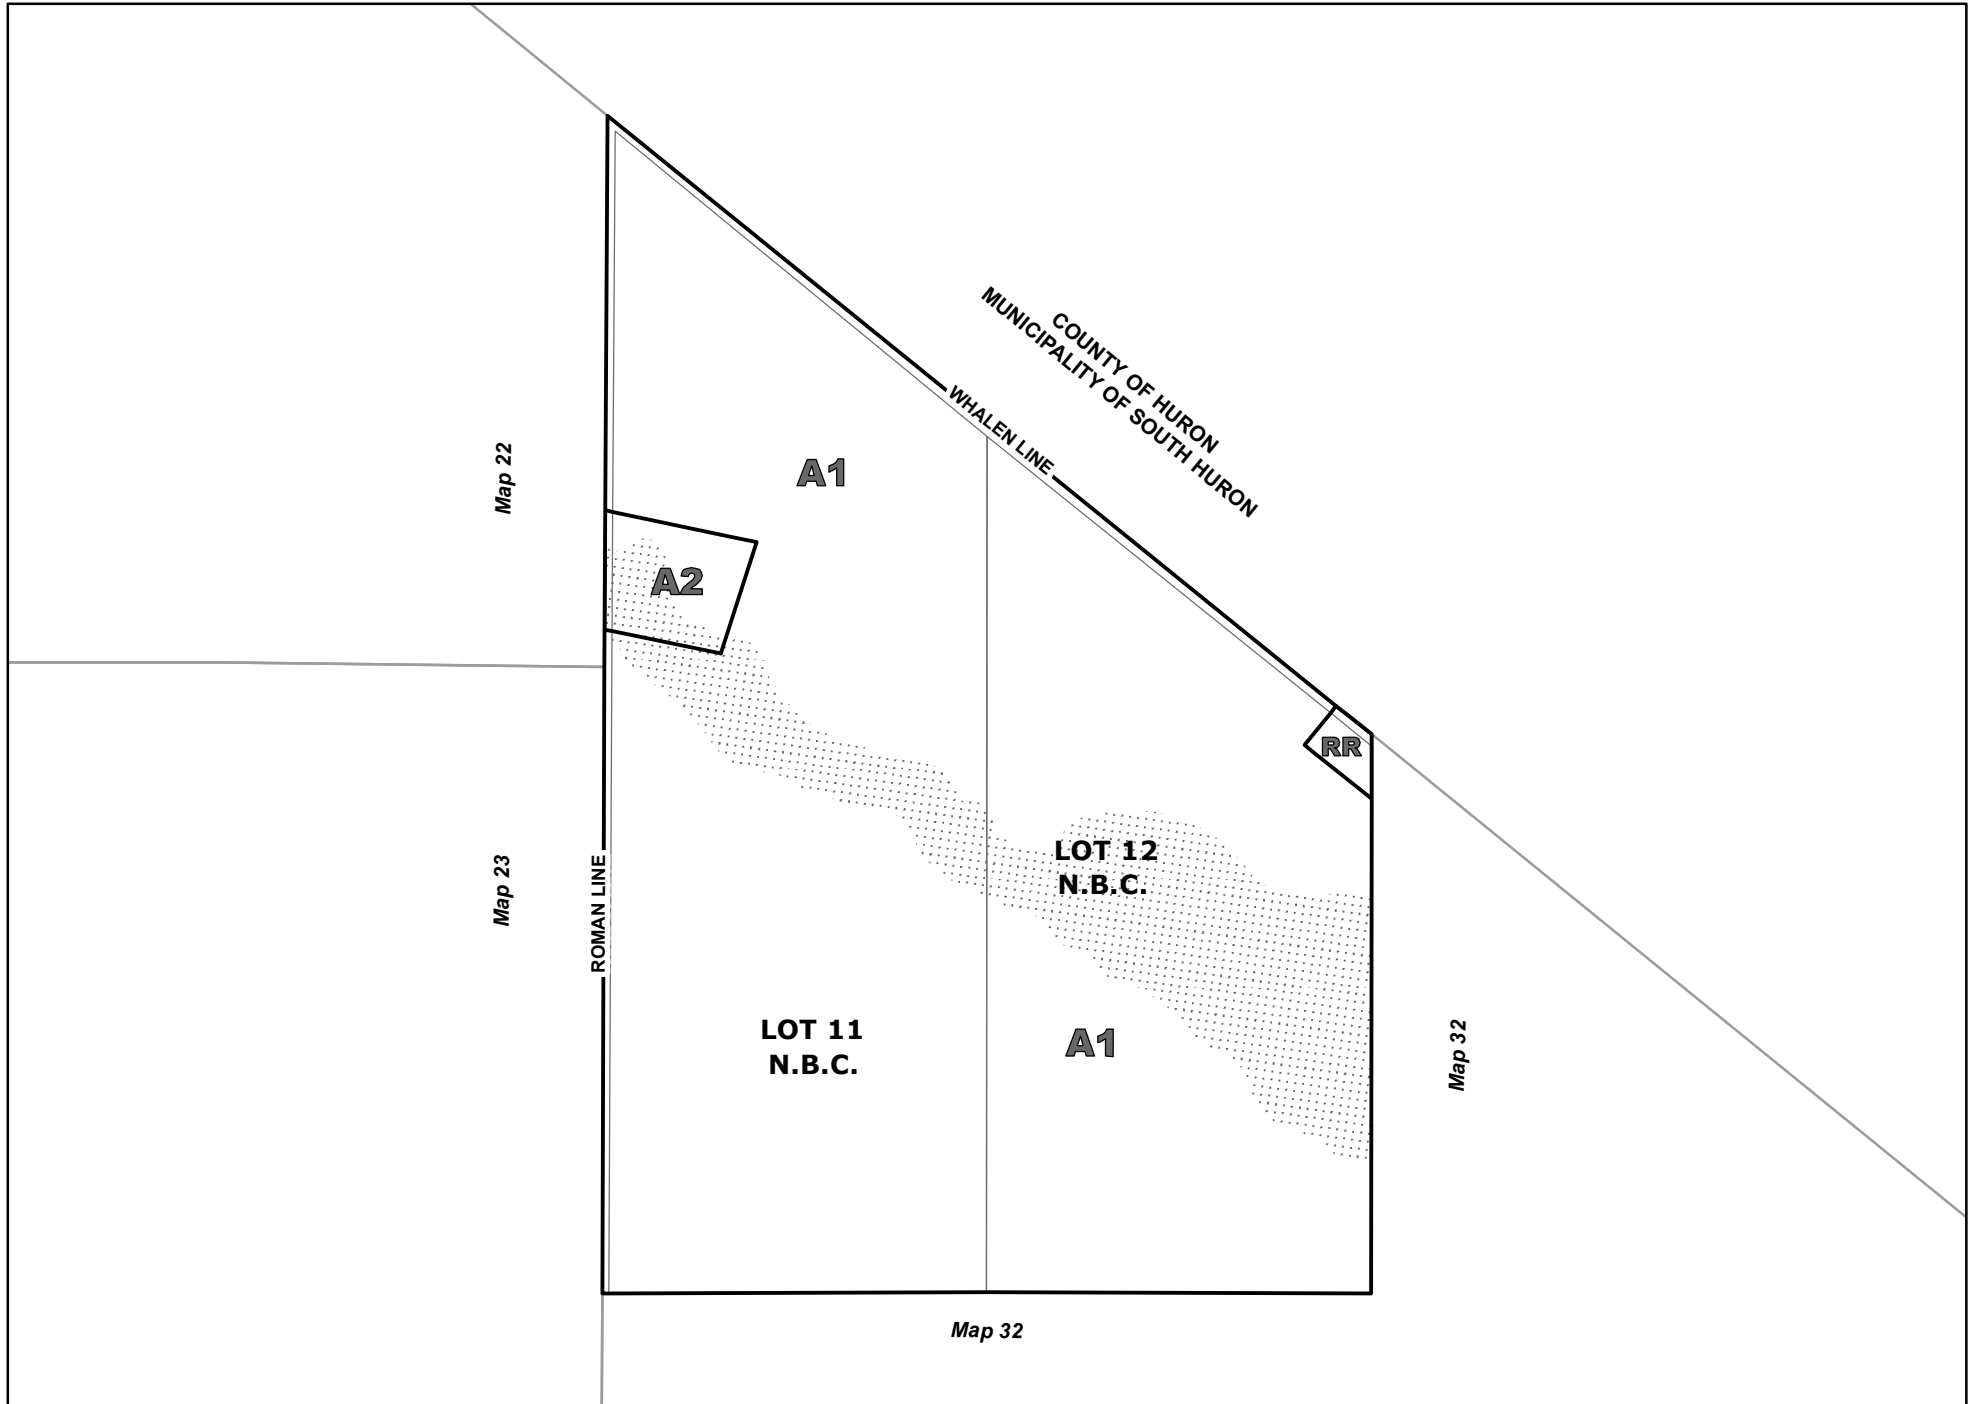 COUNTY OF HURON
MUNICIPALITY OF SOUTH HURON
WHALEN LINE
Map 22
A1
A2
RR
LOT 12
N.B.C.
Map 23
ROMAN LINE
LOT 11
N.B.C.
A1
Map 32
Map 32